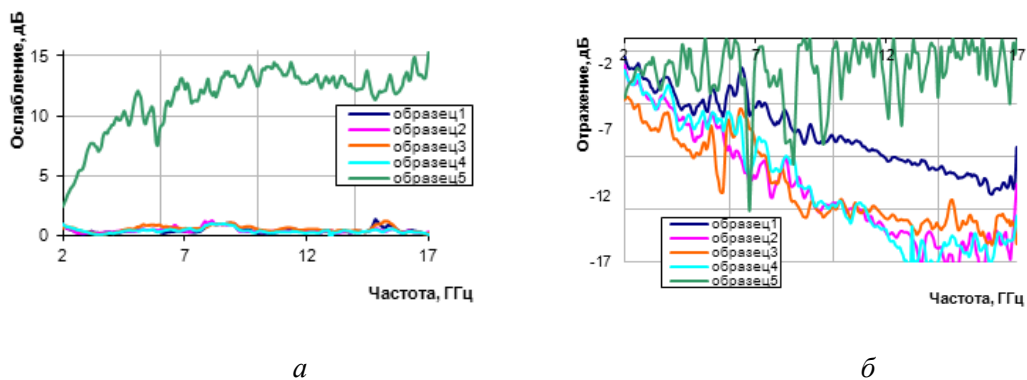 Ослабление, дБ
15
10
5
0
2
7
12
17
образец1
образец2
образец3
образец4
образец5
Частота, ГГц
а
Отражение, дБ
2
7
12
17
-2
-7
-12
-17
образец1
образец2
образец3
образец4
образец5
Частота, ГГц
б